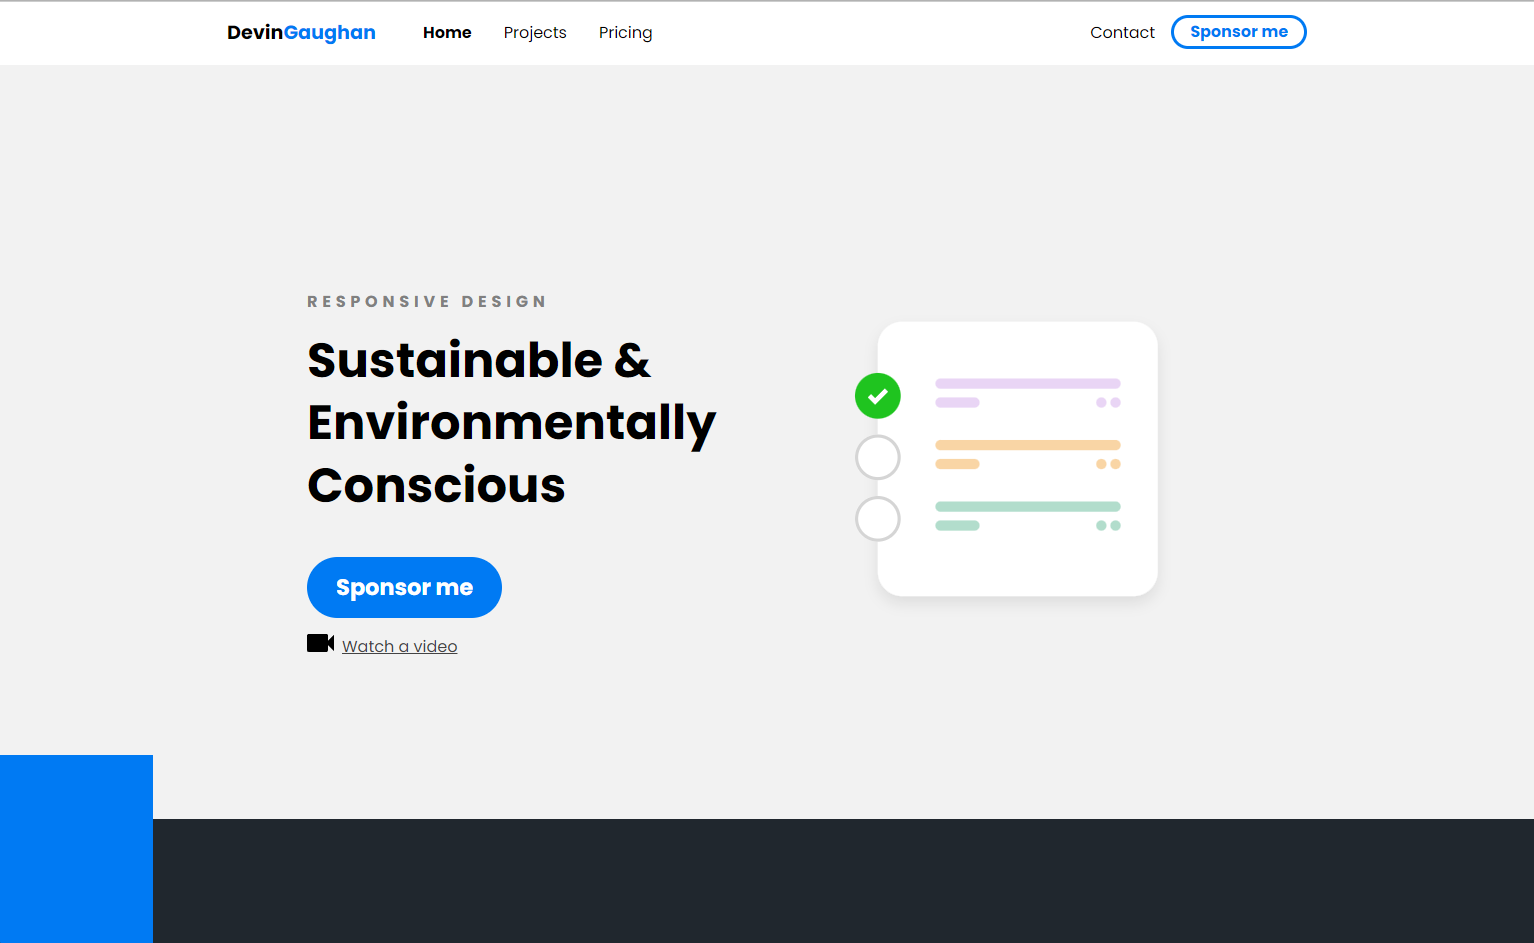 DevinGaughan Home Projects Pricing Contact Sponsor me
RESPONSIVE DESIGN
Sustainable &
Environmentally
Conscious
Sponsor me
Watch a video